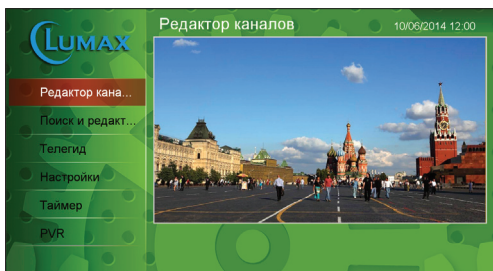 LUMAX
Редактор каналов
10/06/2014 12:00
Редактор кана...
Поиск и редакт...
Телегид
Настройки
Таймер
PVR